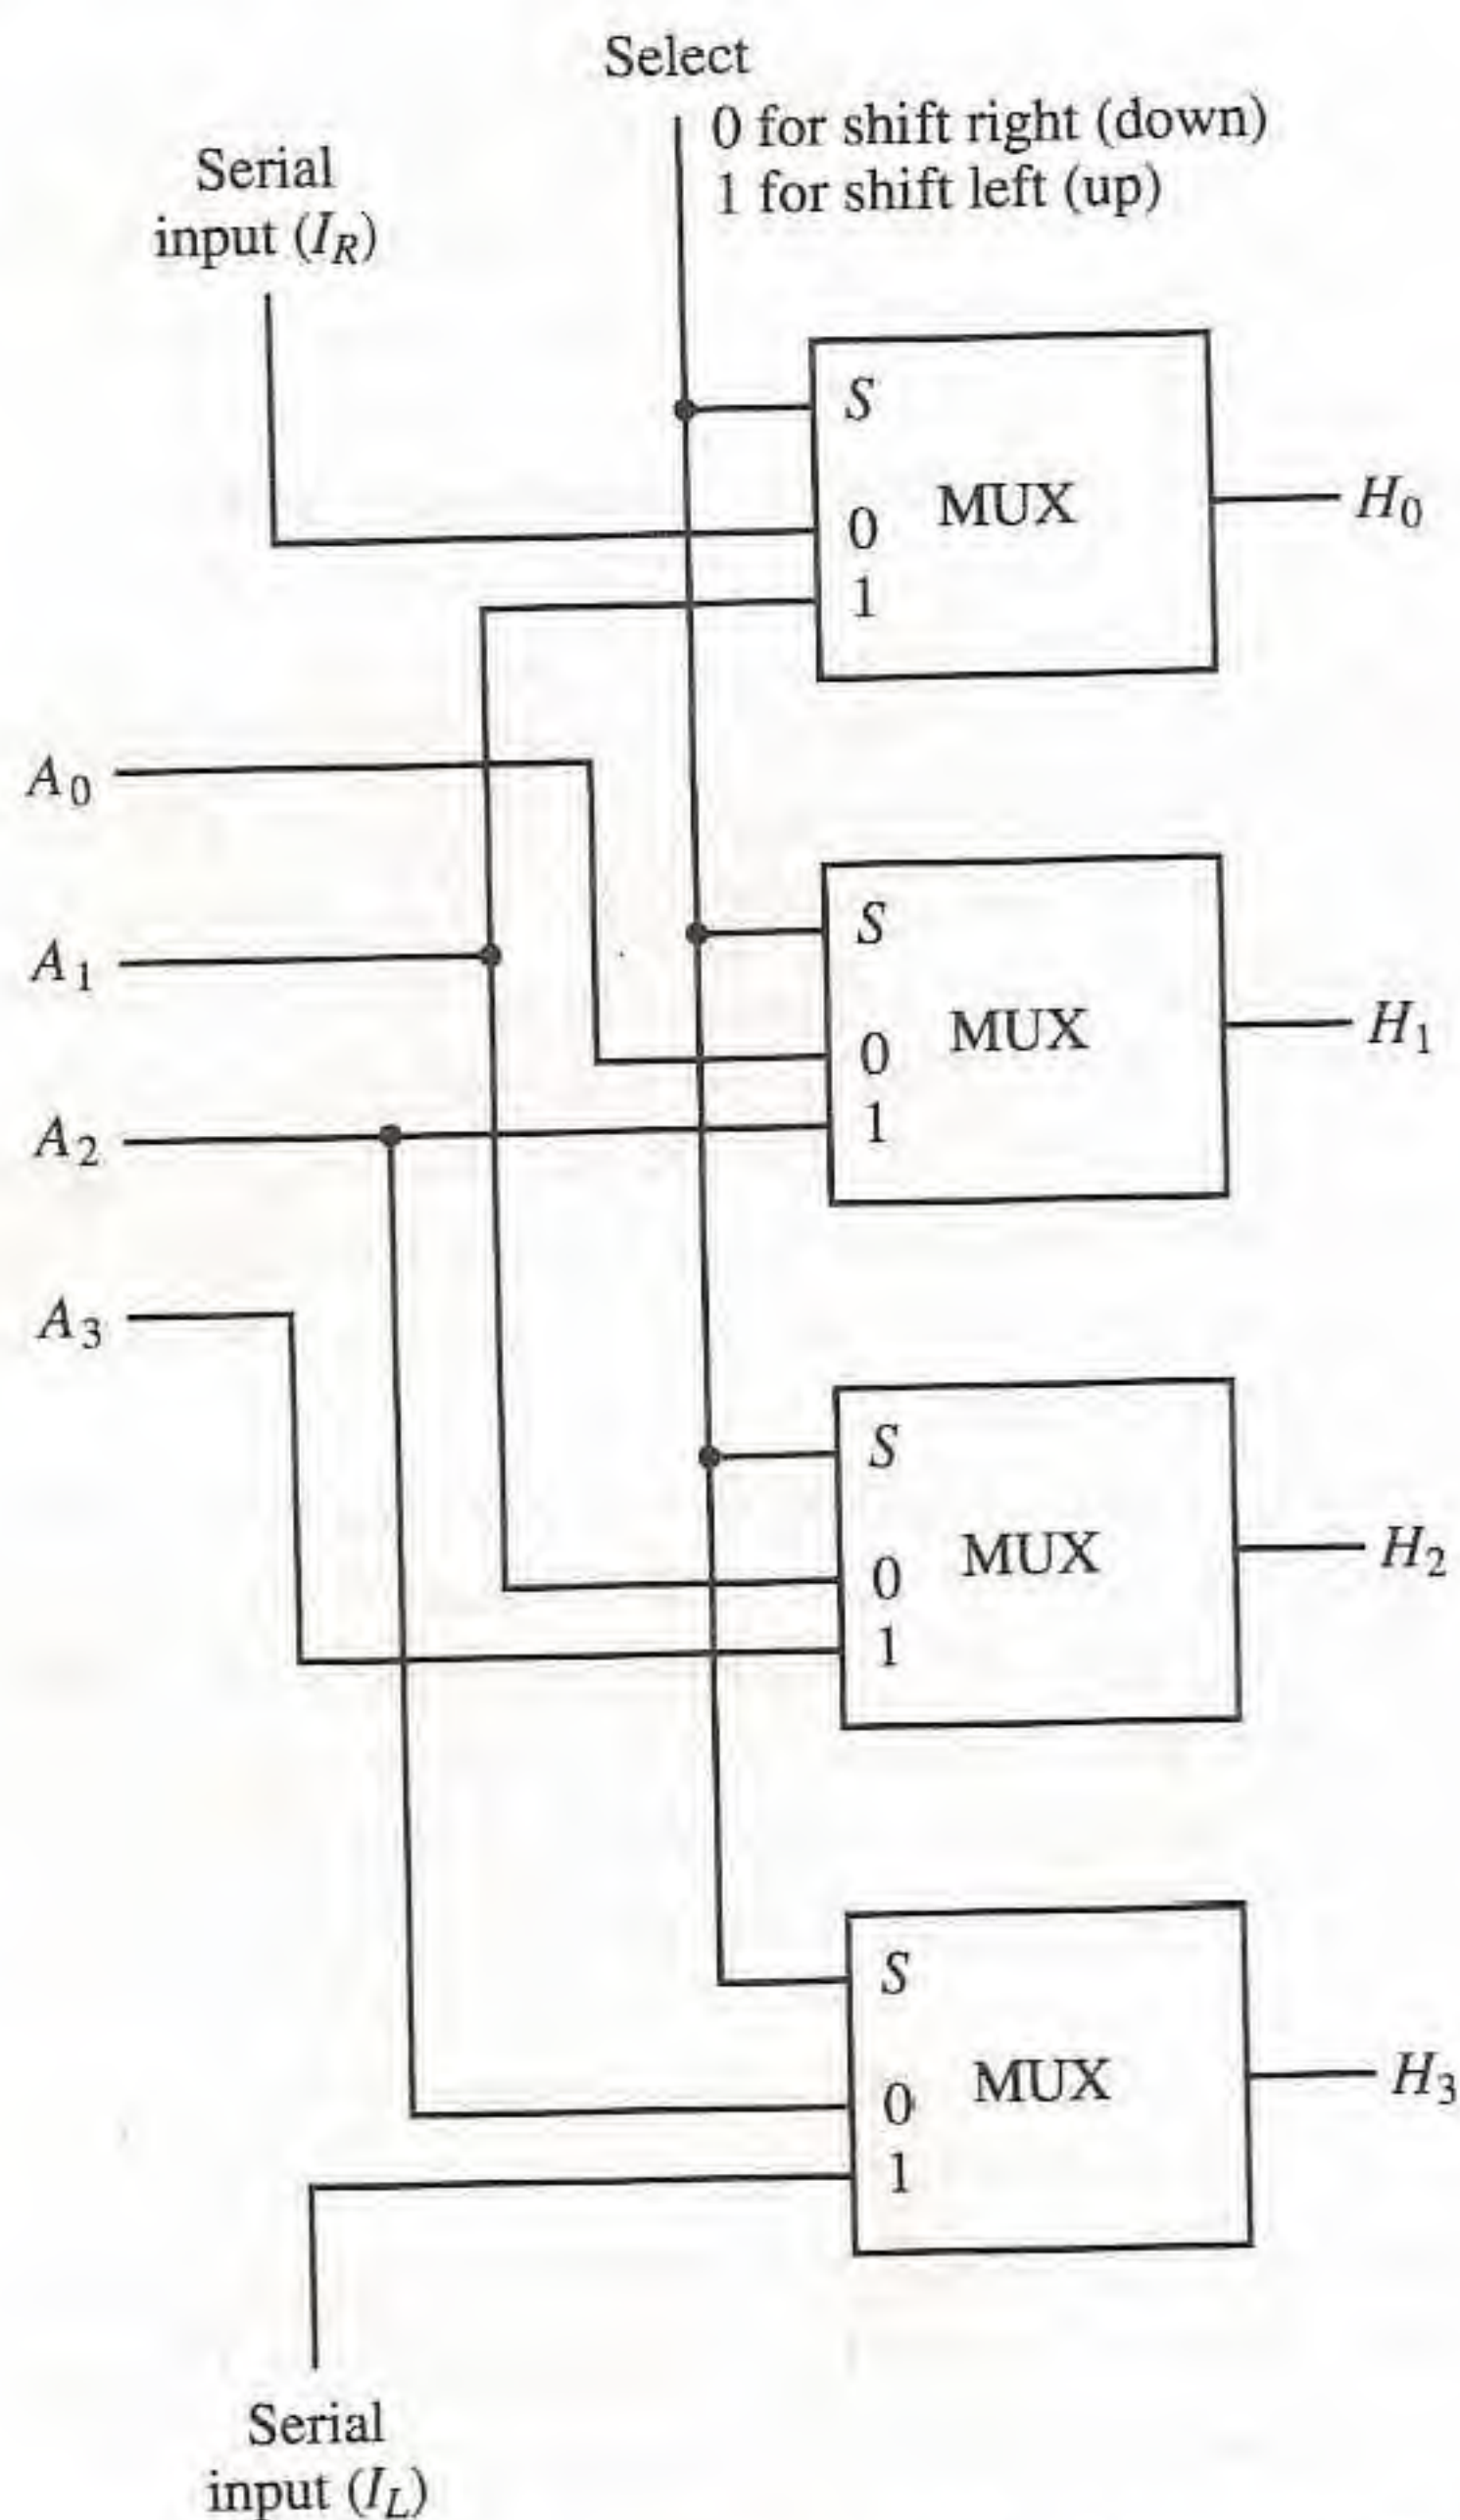 Select
0 for shift right (down)
1 for shift left (up)
Serial
input (I_R)
S
0 MUX
1
H_0
A_0
A_1
A_2
A_3
S
0 MUX
1
H_1
S
0 MUX
1
H_2
S
0 MUX
1
H_3
Serial
input (I_L)